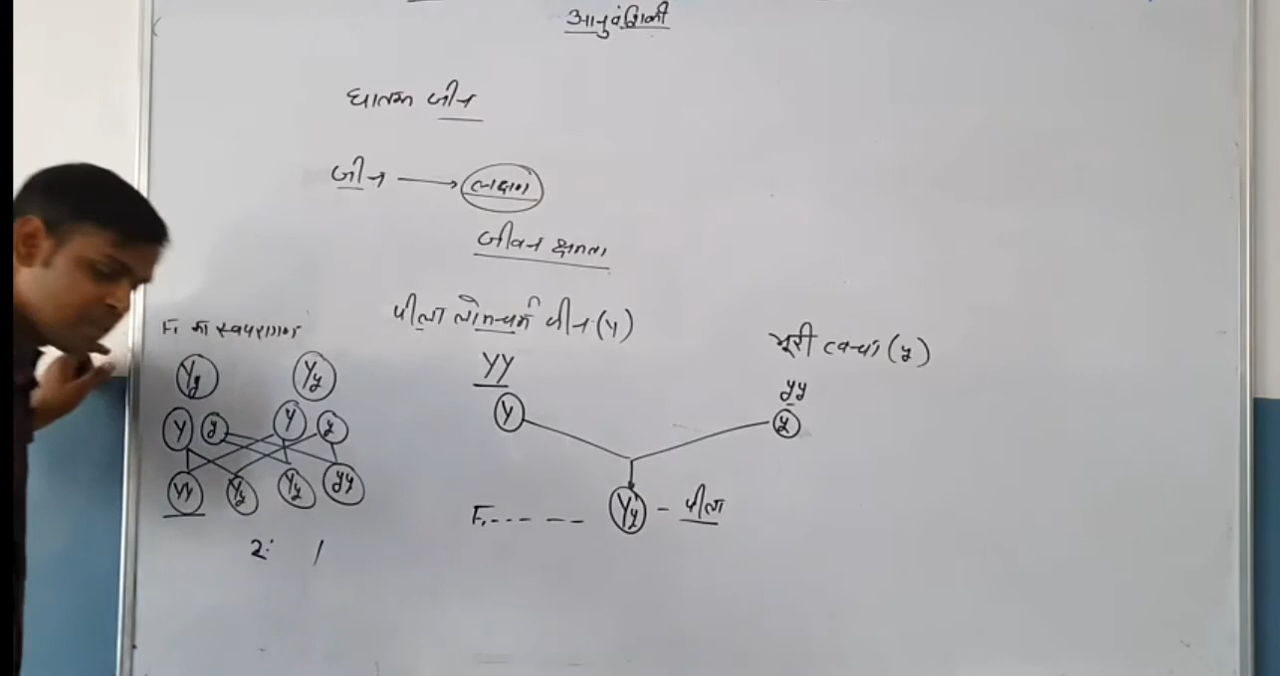 आनुवंशिकी
घातक जीन
जीन → लक्षण
जीवन क्षमता
पीला लोमचर्म जीन (Y)
भूरी त्वचा (y)
YY
yy
Y
y
F₁ ------ Yy - पीला
F₁ का स्वपरागण
Yy Yy
Y y Y y
YY Yy Yy yy
2: 1